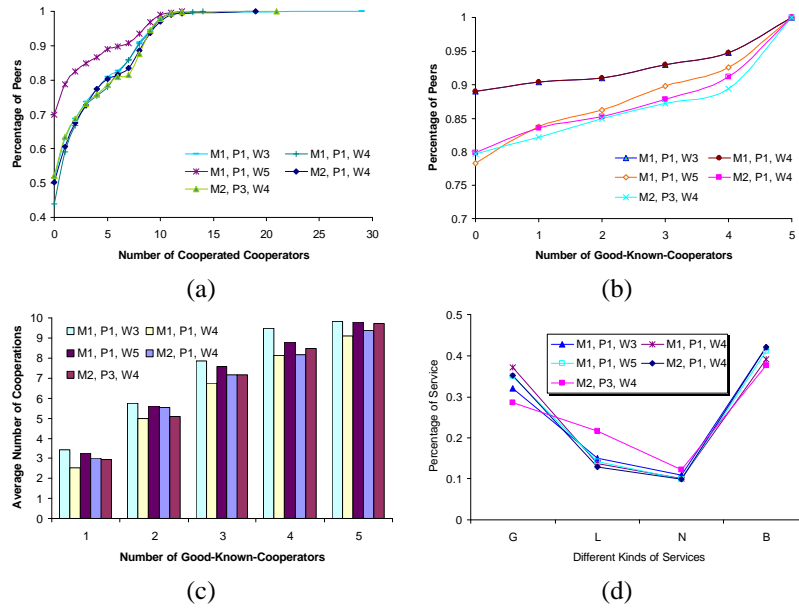 1
0.9
0.8
0.7
0.6
0.5
0.4
Percentage of Peers
M1, P1, W3
M1, P1, W4
M1, P1, W5
M2, P1, W4
M2, P3, W4
0 5 10 15 20 25 30
Number of Cooperated Cooperators
(a)
1
0.95
0.9
0.85
0.8
0.75
0.7
Percentage of Peers
M1, P1, W3
M1, P1, W4
M1, P1, W5
M2, P1, W4
M2, P3, W4
0 1 2 3 4 5
Number of Good-Known-Cooperators
(b)
10
9
8
7
6
5
4
3
2
1
0
Average Number of Cooperations
M1, P1, W3
M1, P1, W4
M1, P1, W5
M2, P1, W4
M2, P3, W4
1 2 3 4 5
Number of Good-Known-Cooperators
(c)
0.5
0.4
0.3
0.2
0.1
0
Percentage of Service
M1, P1, W3
M1, P1, W4
M1, P1, W5
M2, P1, W4
M2, P3, W4
G L N B
Different Kinds of Services
(d)